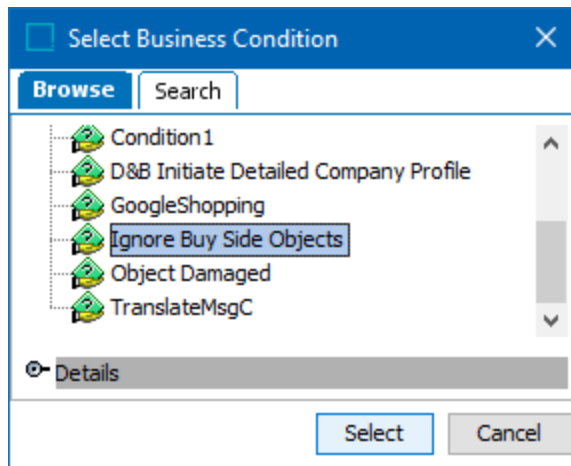 Select Business Condition
Browse Search
Condition1
D&B Initiate Detailed Company Profile
GoogleShopping
Ignore Buy Side Objects
Object Damaged
TranslateMsgC
Details
Select Cancel